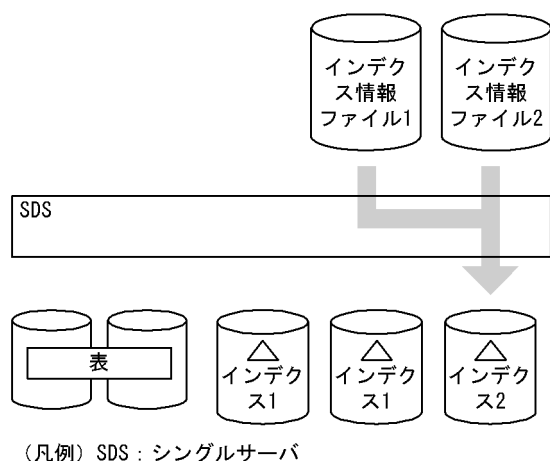 インデク
ス情報
ファイル1
インデク
ス情報
ファイル2
SDS
表
インデク
ス1
インデク
ス1
インデク
ス2
(凡例) SDS：シングルサーバ